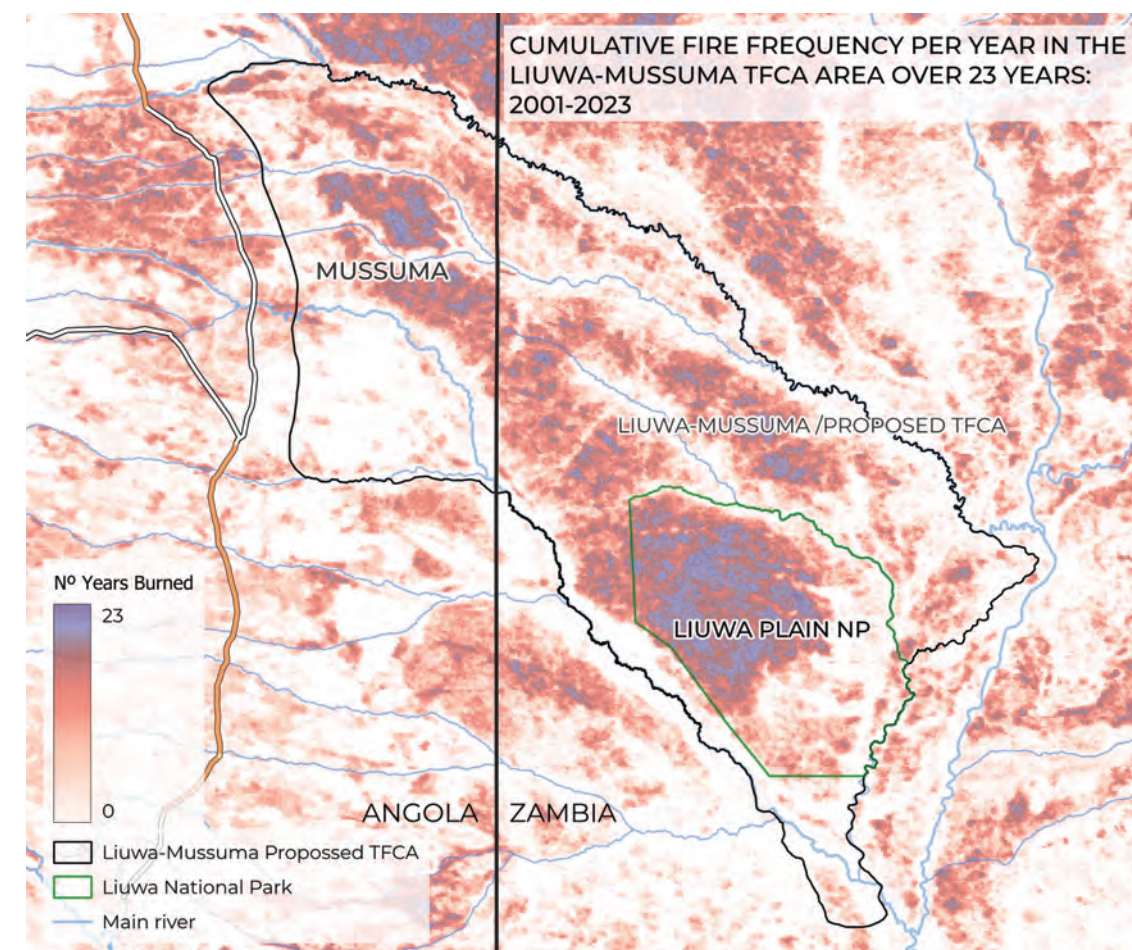 CUMULATIVE FIRE FREQUENCY PER YEAR IN THE
LIUWA-MUSSUMA TFCA AREA OVER 23 YEARS:
2001-2023
MUSSUMA
LIUWA-MUSSUMA /PROPOSED TFCA
LIUWA PLAIN NP
ANGOLA
ZAMBIA
Nº Years Burned
23
0
Liuwa-Mussuma Propossed TFCA
Liuwa National Park
Main river